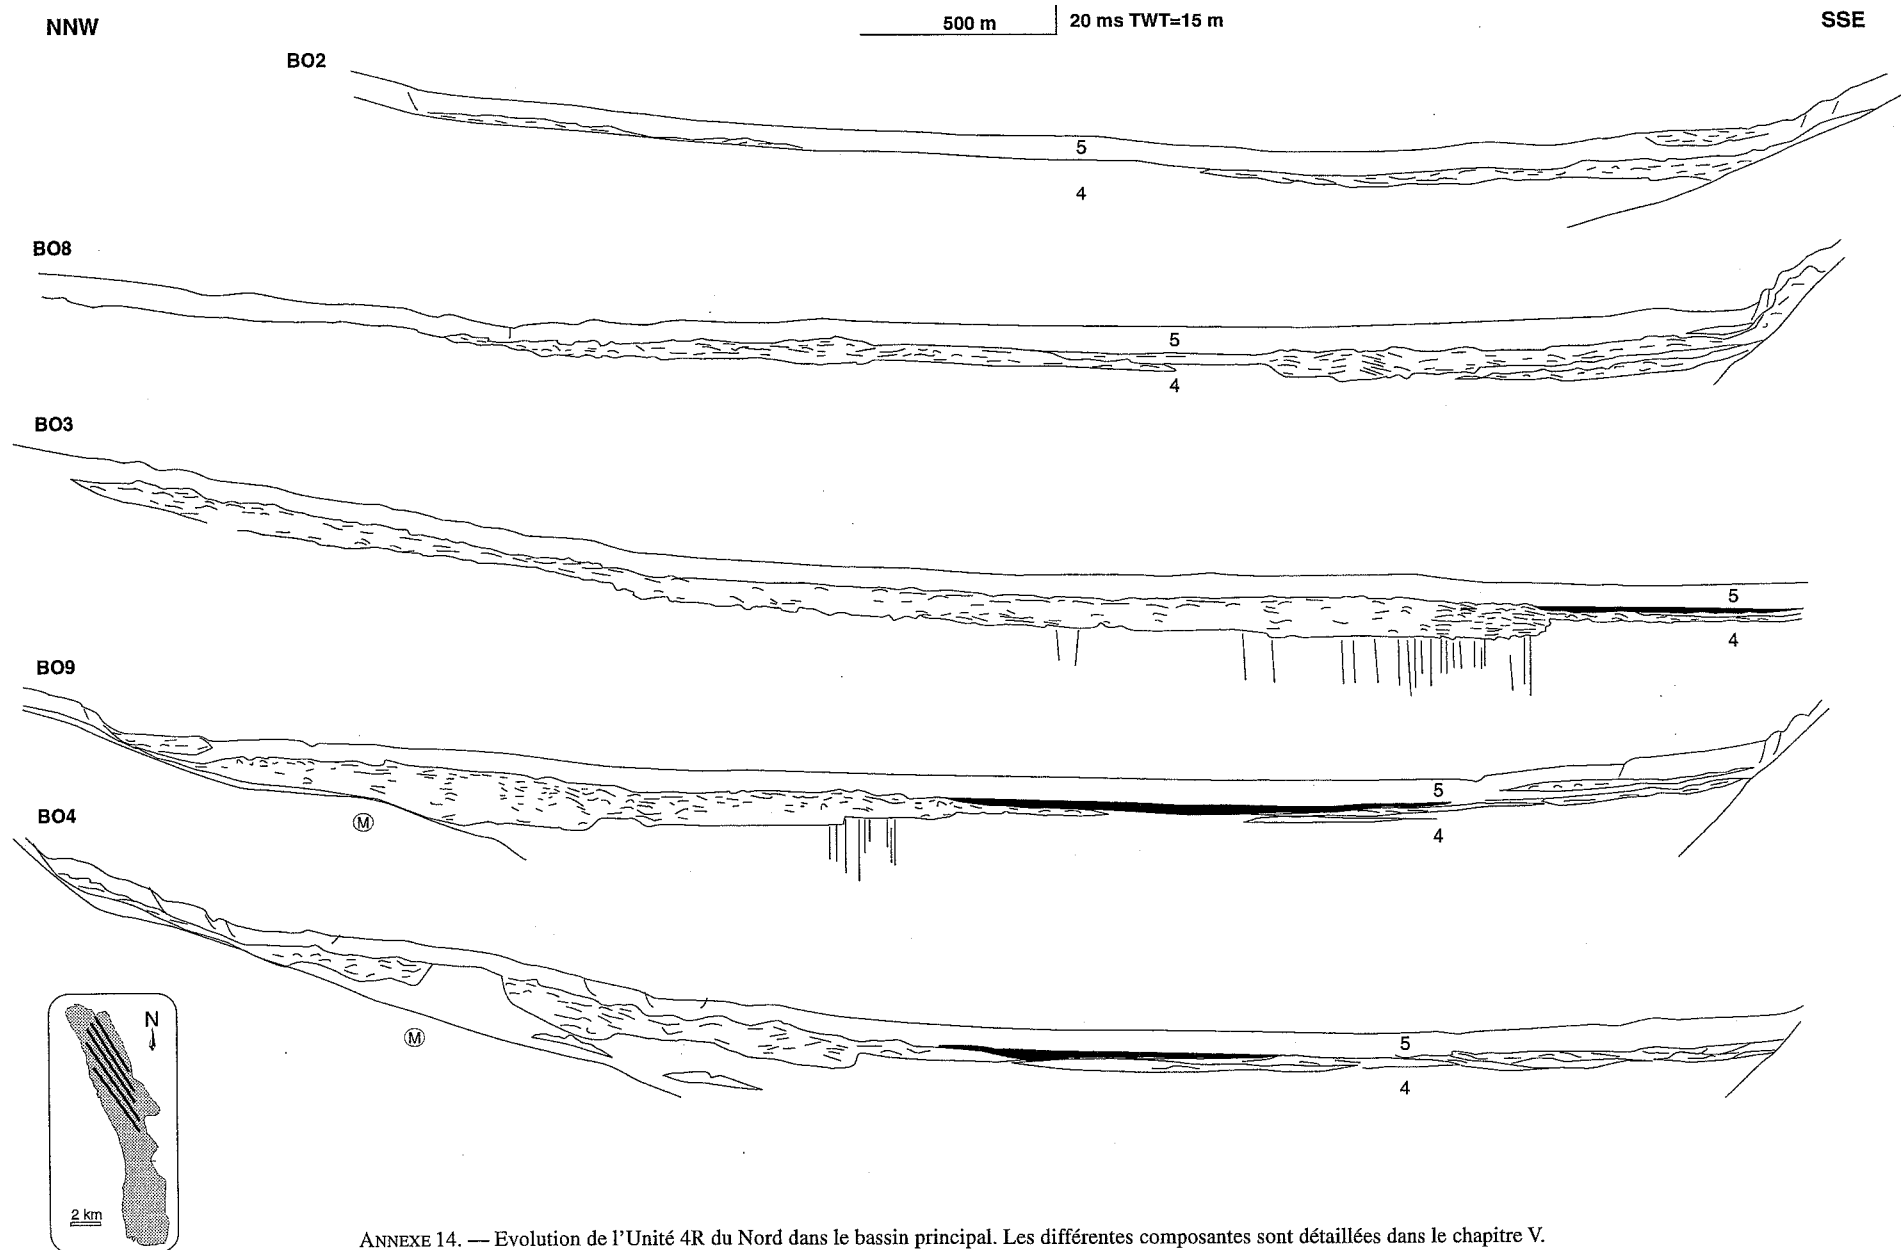 NNW
500 m
20 ms TWT=15 m
SSE
BO2
5
4
BO8
5
4
BO3
5
4
BO9
5
M
4
BO4
5
M
4
N
2 km
ANNEXE 14. — Evolution de l'Unité 4R du Nord dans le bassin principal. Les différentes composantes sont détaillées dans le chapitre V.